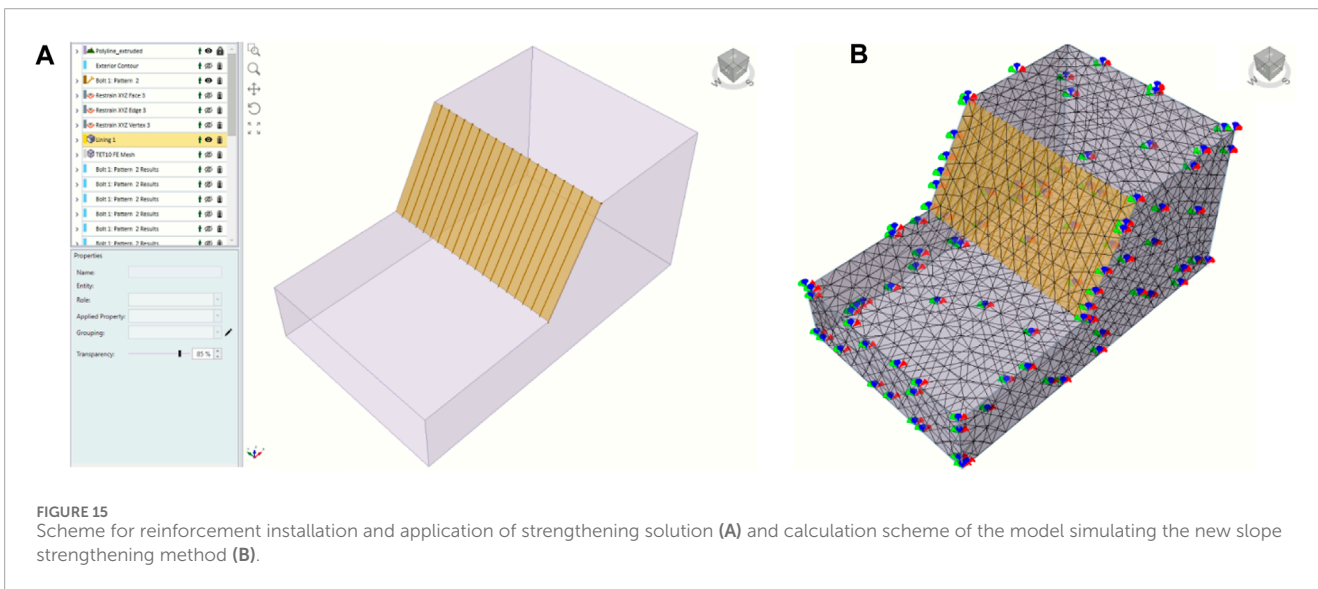 A
Polyline_extruded
Exterior Contour
Bolt 1: Pattern 2
Restrain XYZ Face 3
Restrain XYZ Edge 3
Restrain XYZ Vertex 3
Lining 1
TET10 FE Mesh
Bolt 1: Pattern 2 Results
Bolt 1: Pattern 2 Results
Bolt 1: Pattern 2 Results
Bolt 1: Pattern 2 Results
Bolt 1: Pattern 2 Results
Bolt 1: Pattern 2 Results
Properties
Name:
Entity:
Role:
Applied Property:
Grouping:
Transparency: 85 %
W S
B
W S
FIGURE 15
Scheme for reinforcement installation and application of strengthening solution (A) and calculation scheme of the model simulating the new slope
strengthening method (B).